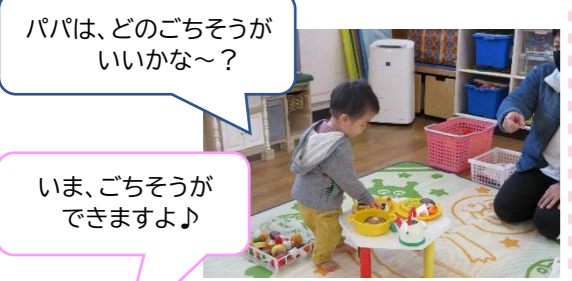 パパは、どのごちそうが
いいかな～？
いま、ごちそうが
できますよ♪